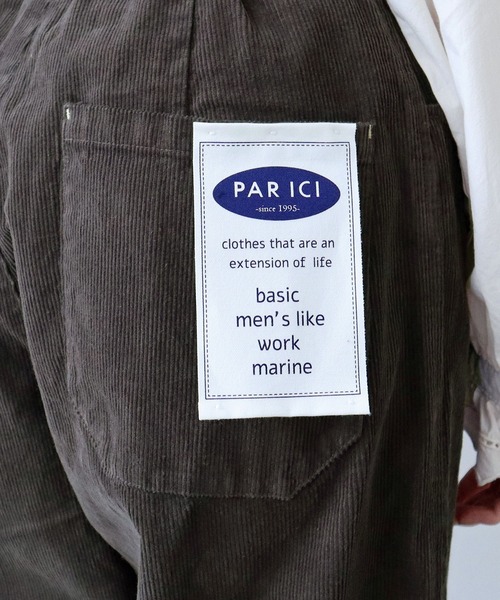 PAR ICI
-since 1995-
clothes that are an
extension of life
basic
men's like
work
marine